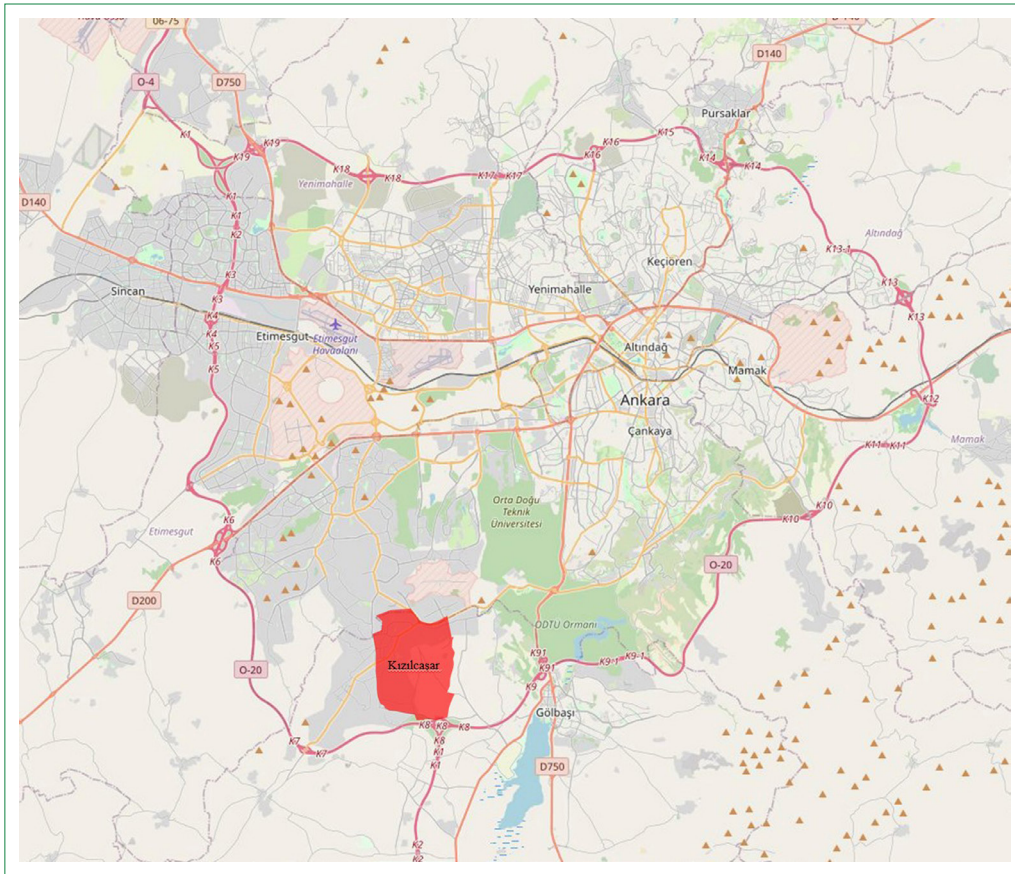 06-75
D140
O-4
D750
D140
Pursaklar
K1
K19
K19
K18
K18
K17
K17
K16
K16
K15
K14
K14
Yenimahalle
K1
K1
K2
D140
K13-1
Altındağ
Keçiören
K3
K3
K13
K13
Sincan
Yenimahalle
K4
K4
K5
Etimesgut
Etimesgut
Havaalanı
Altındağ
K5
Mamak
Ankara
K12
Çankaya
K11
K11
Mamak
Orta Doğu
Teknik
Üniversitesi
K6
K10
K10
Etimesgut
K6
O-20
D200
ODTÜ Ormanı
Kızılcaşar
O-20
K91
K91
K9-1
K9-1
K9
Gölbaşı
K8
K8
K8
K8
K7
K7
K1
K1
D750
K2
K2